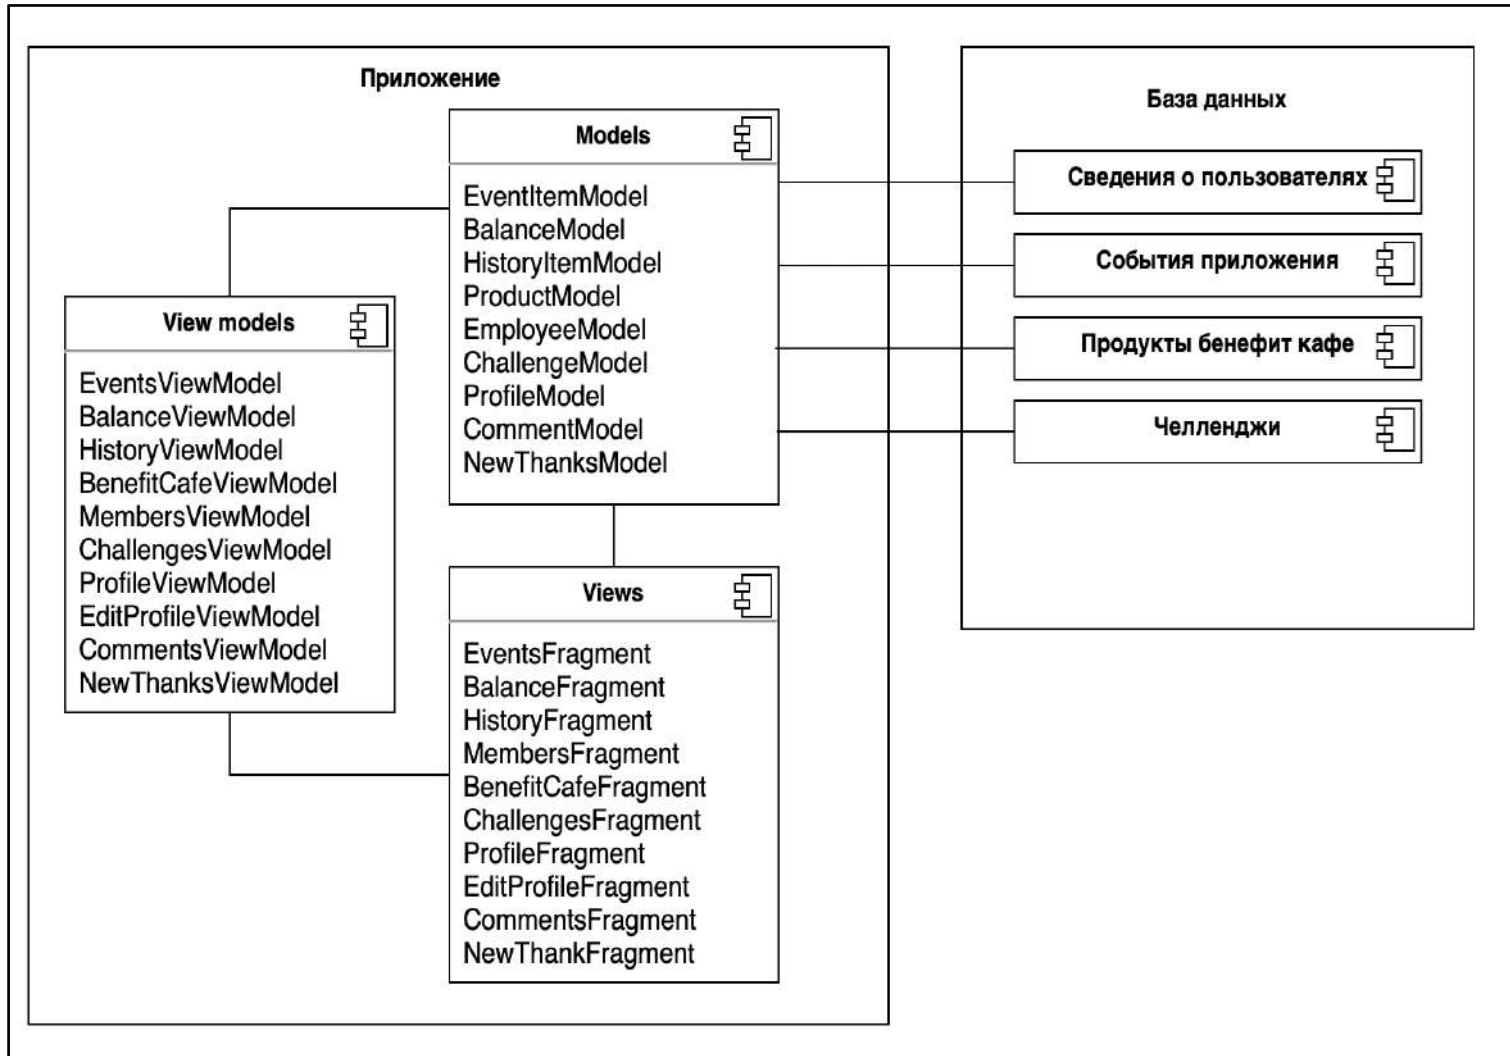 Приложение
Models
EventItemModel
BalanceModel
HistoryItemModel
ProductModel
EmployeeModel
ChallengeModel
ProfileModel
CommentModel
NewThanksModel
View models
EventsViewModel
BalanceViewModel
HistoryViewModel
BenefitCafeViewModel
MembersViewModel
ChallengesViewModel
ProfileViewModel
EditProfileViewModel
CommentsViewModel
NewThanksViewModel
Views
EventsFragment
BalanceFragment
HistoryFragment
MembersFragment
BenefitCafeFragment
ChallengesFragment
ProfileFragment
EditProfileFragment
CommentsFragment
NewThankFragment
База данных
Сведения о пользователях
События приложения
Продукты бенефит кафе
Челленджи